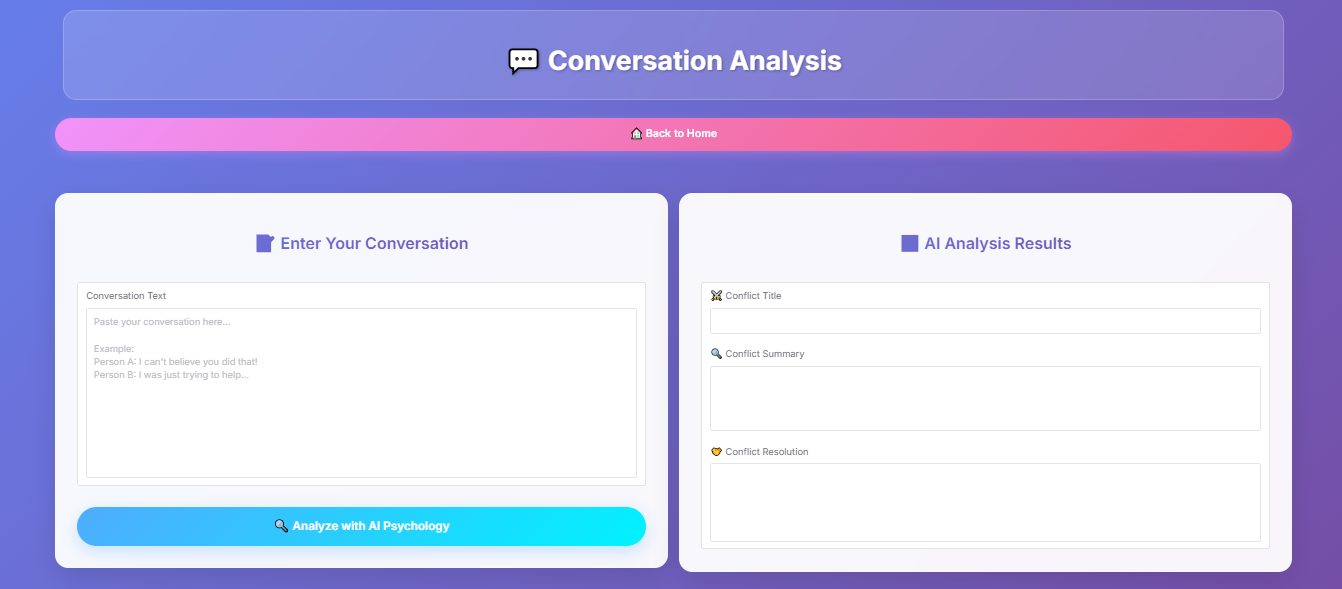 Conversation Analysis
Back to Home
Enter Your Conversation
Conversation Text
Paste your conversation here...
Example:
Person A: I can't believe you did that!
Person B: I was just trying to help...
Analyze with AI Psychology
AI Analysis Results
Conflict Title
Conflict Summary
Conflict Resolution